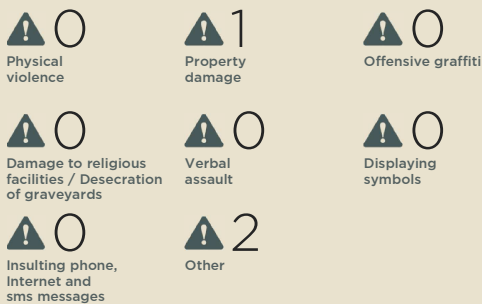 0
Physical
violence
1
Property
damage
0
Offensive graffiti
0
Damage to religious
facilities / Desecration
of graveyards
0
Verbal
assault
0
Displaying
symbols
0
Insulting phone,
Internet and
sms messages
2
Other